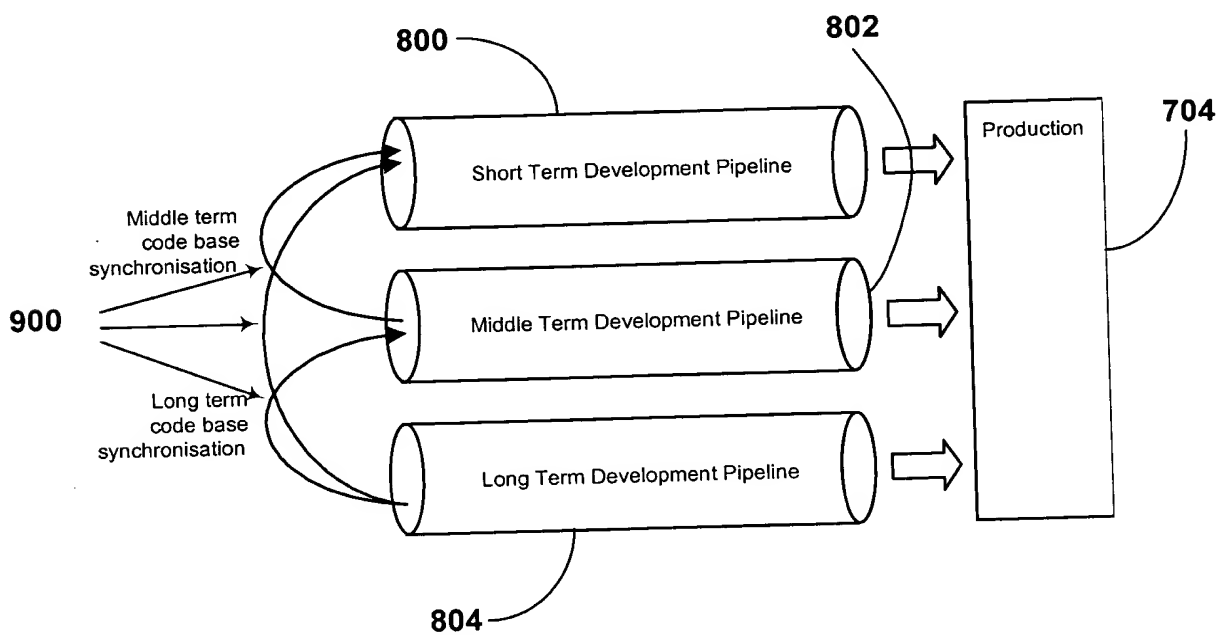 800
802
704
Short Term Development Pipeline
Production
Middle term
code base
synchronisation
900
Middle Term Development Pipeline
Long term
code base
synchronisation
Long Term Development Pipeline
804